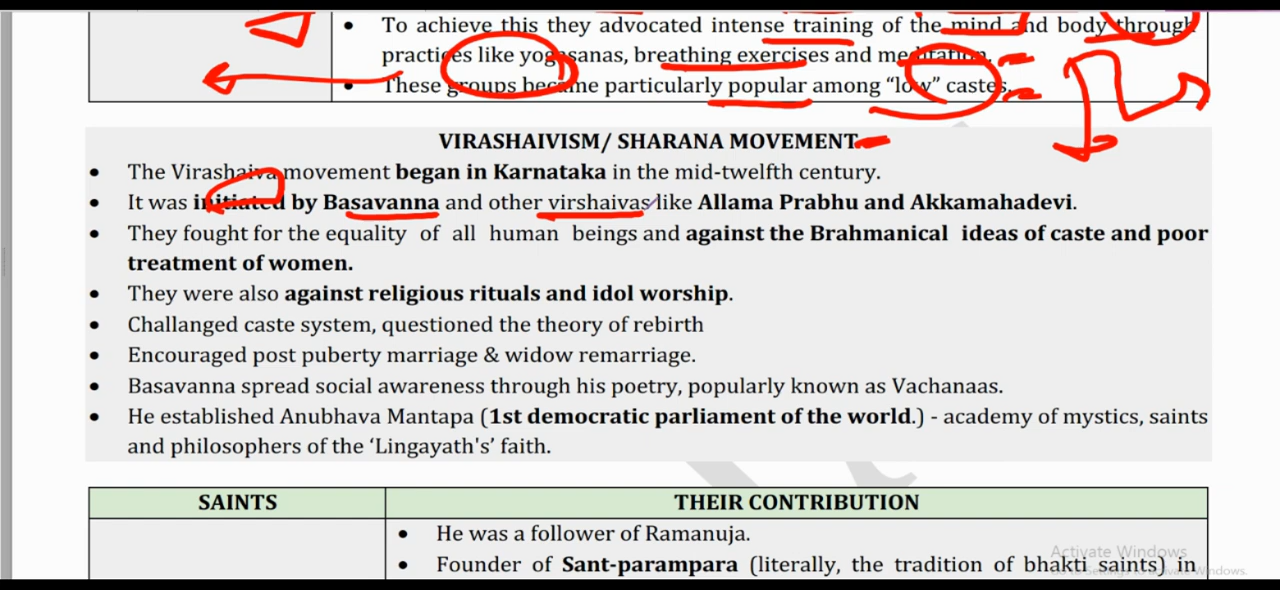 • To achieve this they advocated intense training of the mind and body through
practices like yogasanas, breathing exercises and meditation.
• These groups became particularly popular among “low” castes.
VIRASHAIVISM/ SHARANA MOVEMENT
• The Virashaiva movement began in Karnataka in the mid-twelfth century.
• It was initiated by Basavanna and other virshaivas like Allama Prabhu and Akkamahadevi.
• They fought for the equality of all human beings and against the Brahmanical ideas of caste and poor
treatment of women.
• They were also against religious rituals and idol worship.
• Challanged caste system, questioned the theory of rebirth
• Encouraged post puberty marriage & widow remarriage.
• Basavanna spread social awareness through his poetry, popularly known as Vachanaas.
• He established Anubhava Mantapa (1st democratic parliament of the world.) - academy of mystics, saints
and philosophers of the ‘Lingayath's’ faith.
SAINTS THEIR CONTRIBUTION
• He was a follower of Ramanuja.
• Founder of Sant-parampara (literally, the tradition of bhakti saints) in
Activate Windows
Go to Settings to activate Windows.